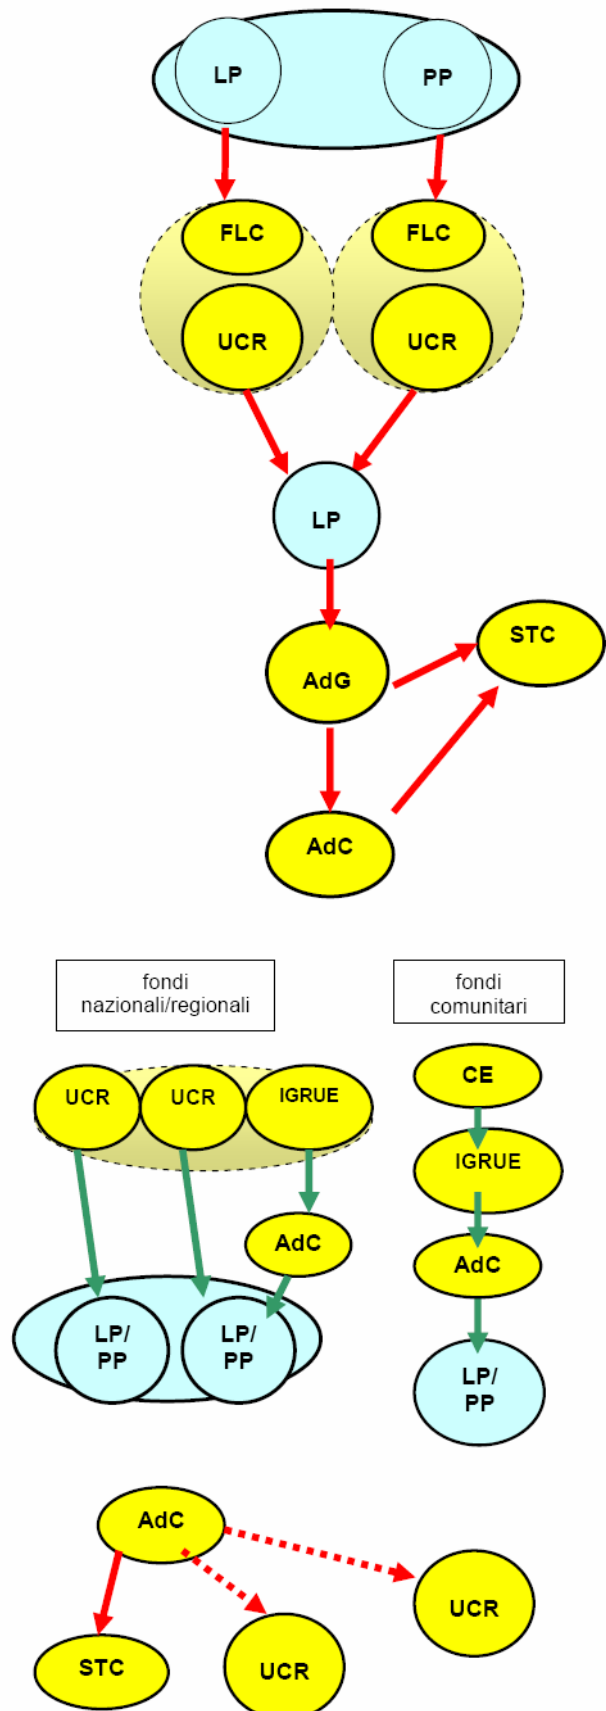 LP
PP
FLC
FLC
UCR
UCR
LP
STC
AdG
AdC
fondi
nazionali/regionali
fondi
comunitari
UCR
UCR
IGRUE
CE
IGRUE
AdC
AdC
LP/
PP
LP/
PP
LP/
PP
AdC
UCR
STC
UCR